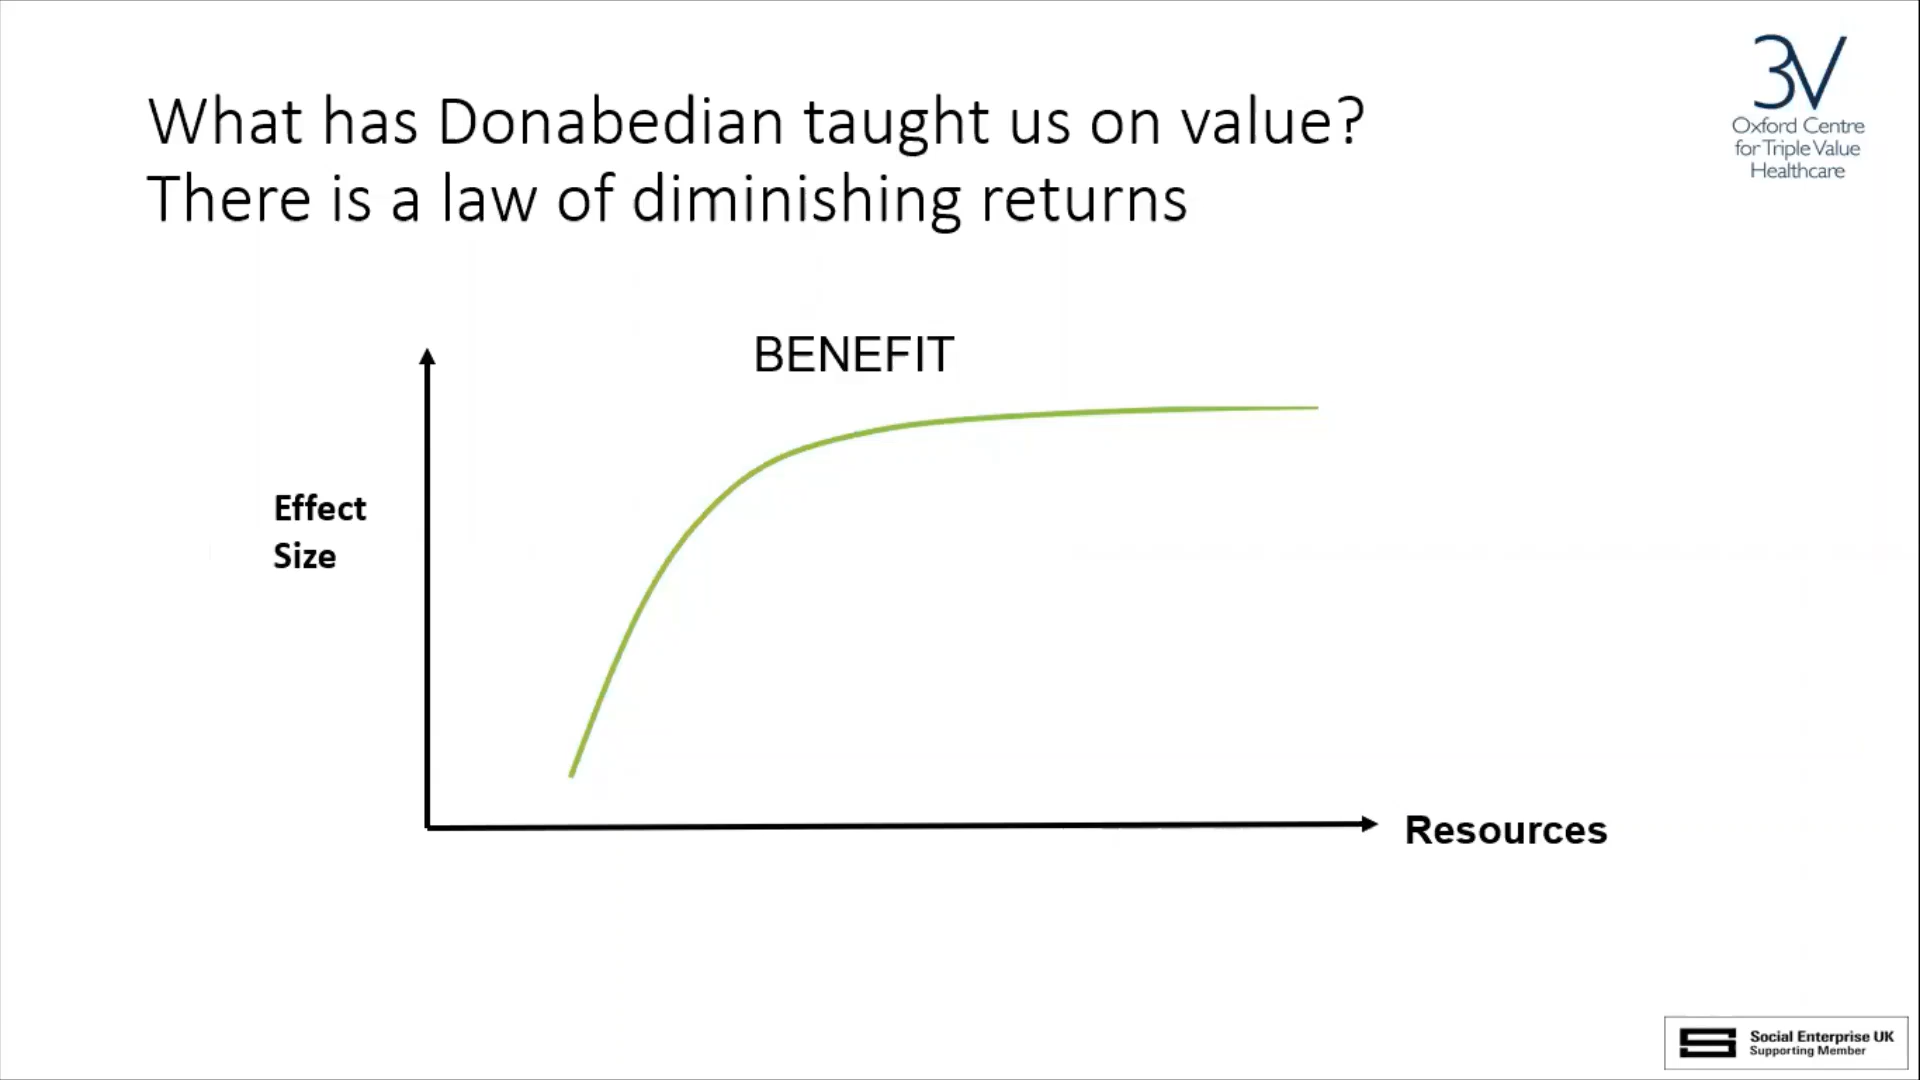 What has Donabedian taught us on value?
There is a law of diminishing returns
3V
Oxford Centre
for Triple Value
Healthcare
BENEFIT
Effect
Size
Resources
Social Enterprise UK
Supporting Member